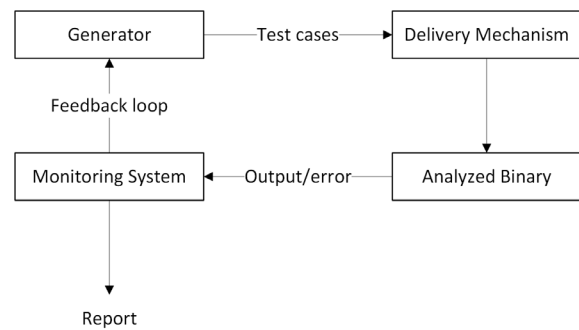 Generator
Test cases
Delivery Mechanism
Feedback loop
Monitoring System
Output/error
Analyzed Binary
Report